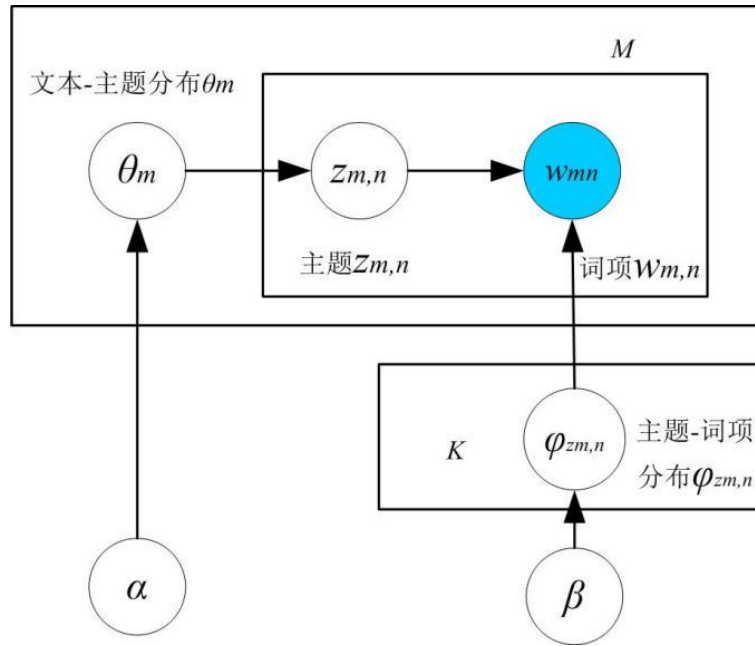 M
文本-主题分布θm
θm
zm,n
wmn
主题zm,n
词项wm,n
K
φzm,n
主题-词项
分布φzm,n
α
β